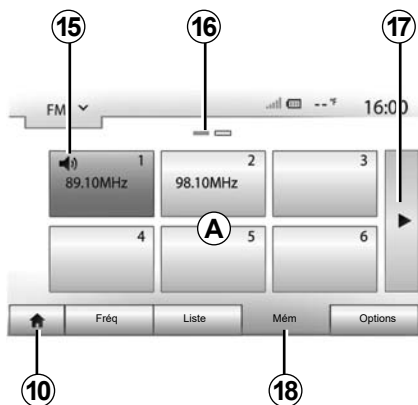 15 16 17
FM -- °F 16:00
1 2 3
89.10MHz 98.10MHz
A
4 5 6
Fréq Liste Mém Options
10 18